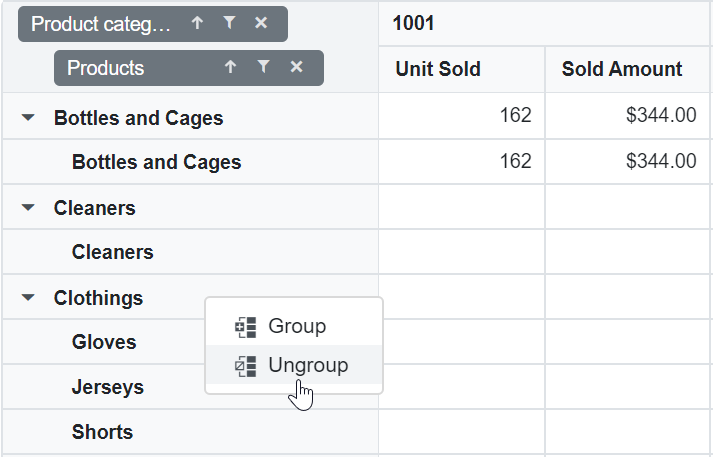 Product categ... 1001
Products Unit Sold Sold Amount
Bottles and Cages 162 $344.00
Bottles and Cages 162 $344.00
Cleaners
Cleaners
Clothings
Group
Gloves
Ungroup
Jerseys
Shorts